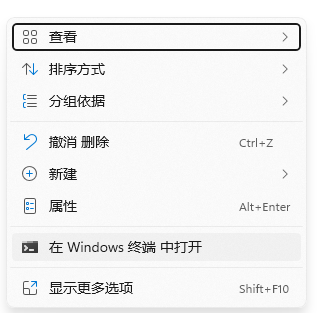 查看
排序方式
分组依据
撤消 删除 Ctrl+Z
新建
属性 Alt+Enter
在 Windows 终端 中打开
显示更多选项 Shift+F10